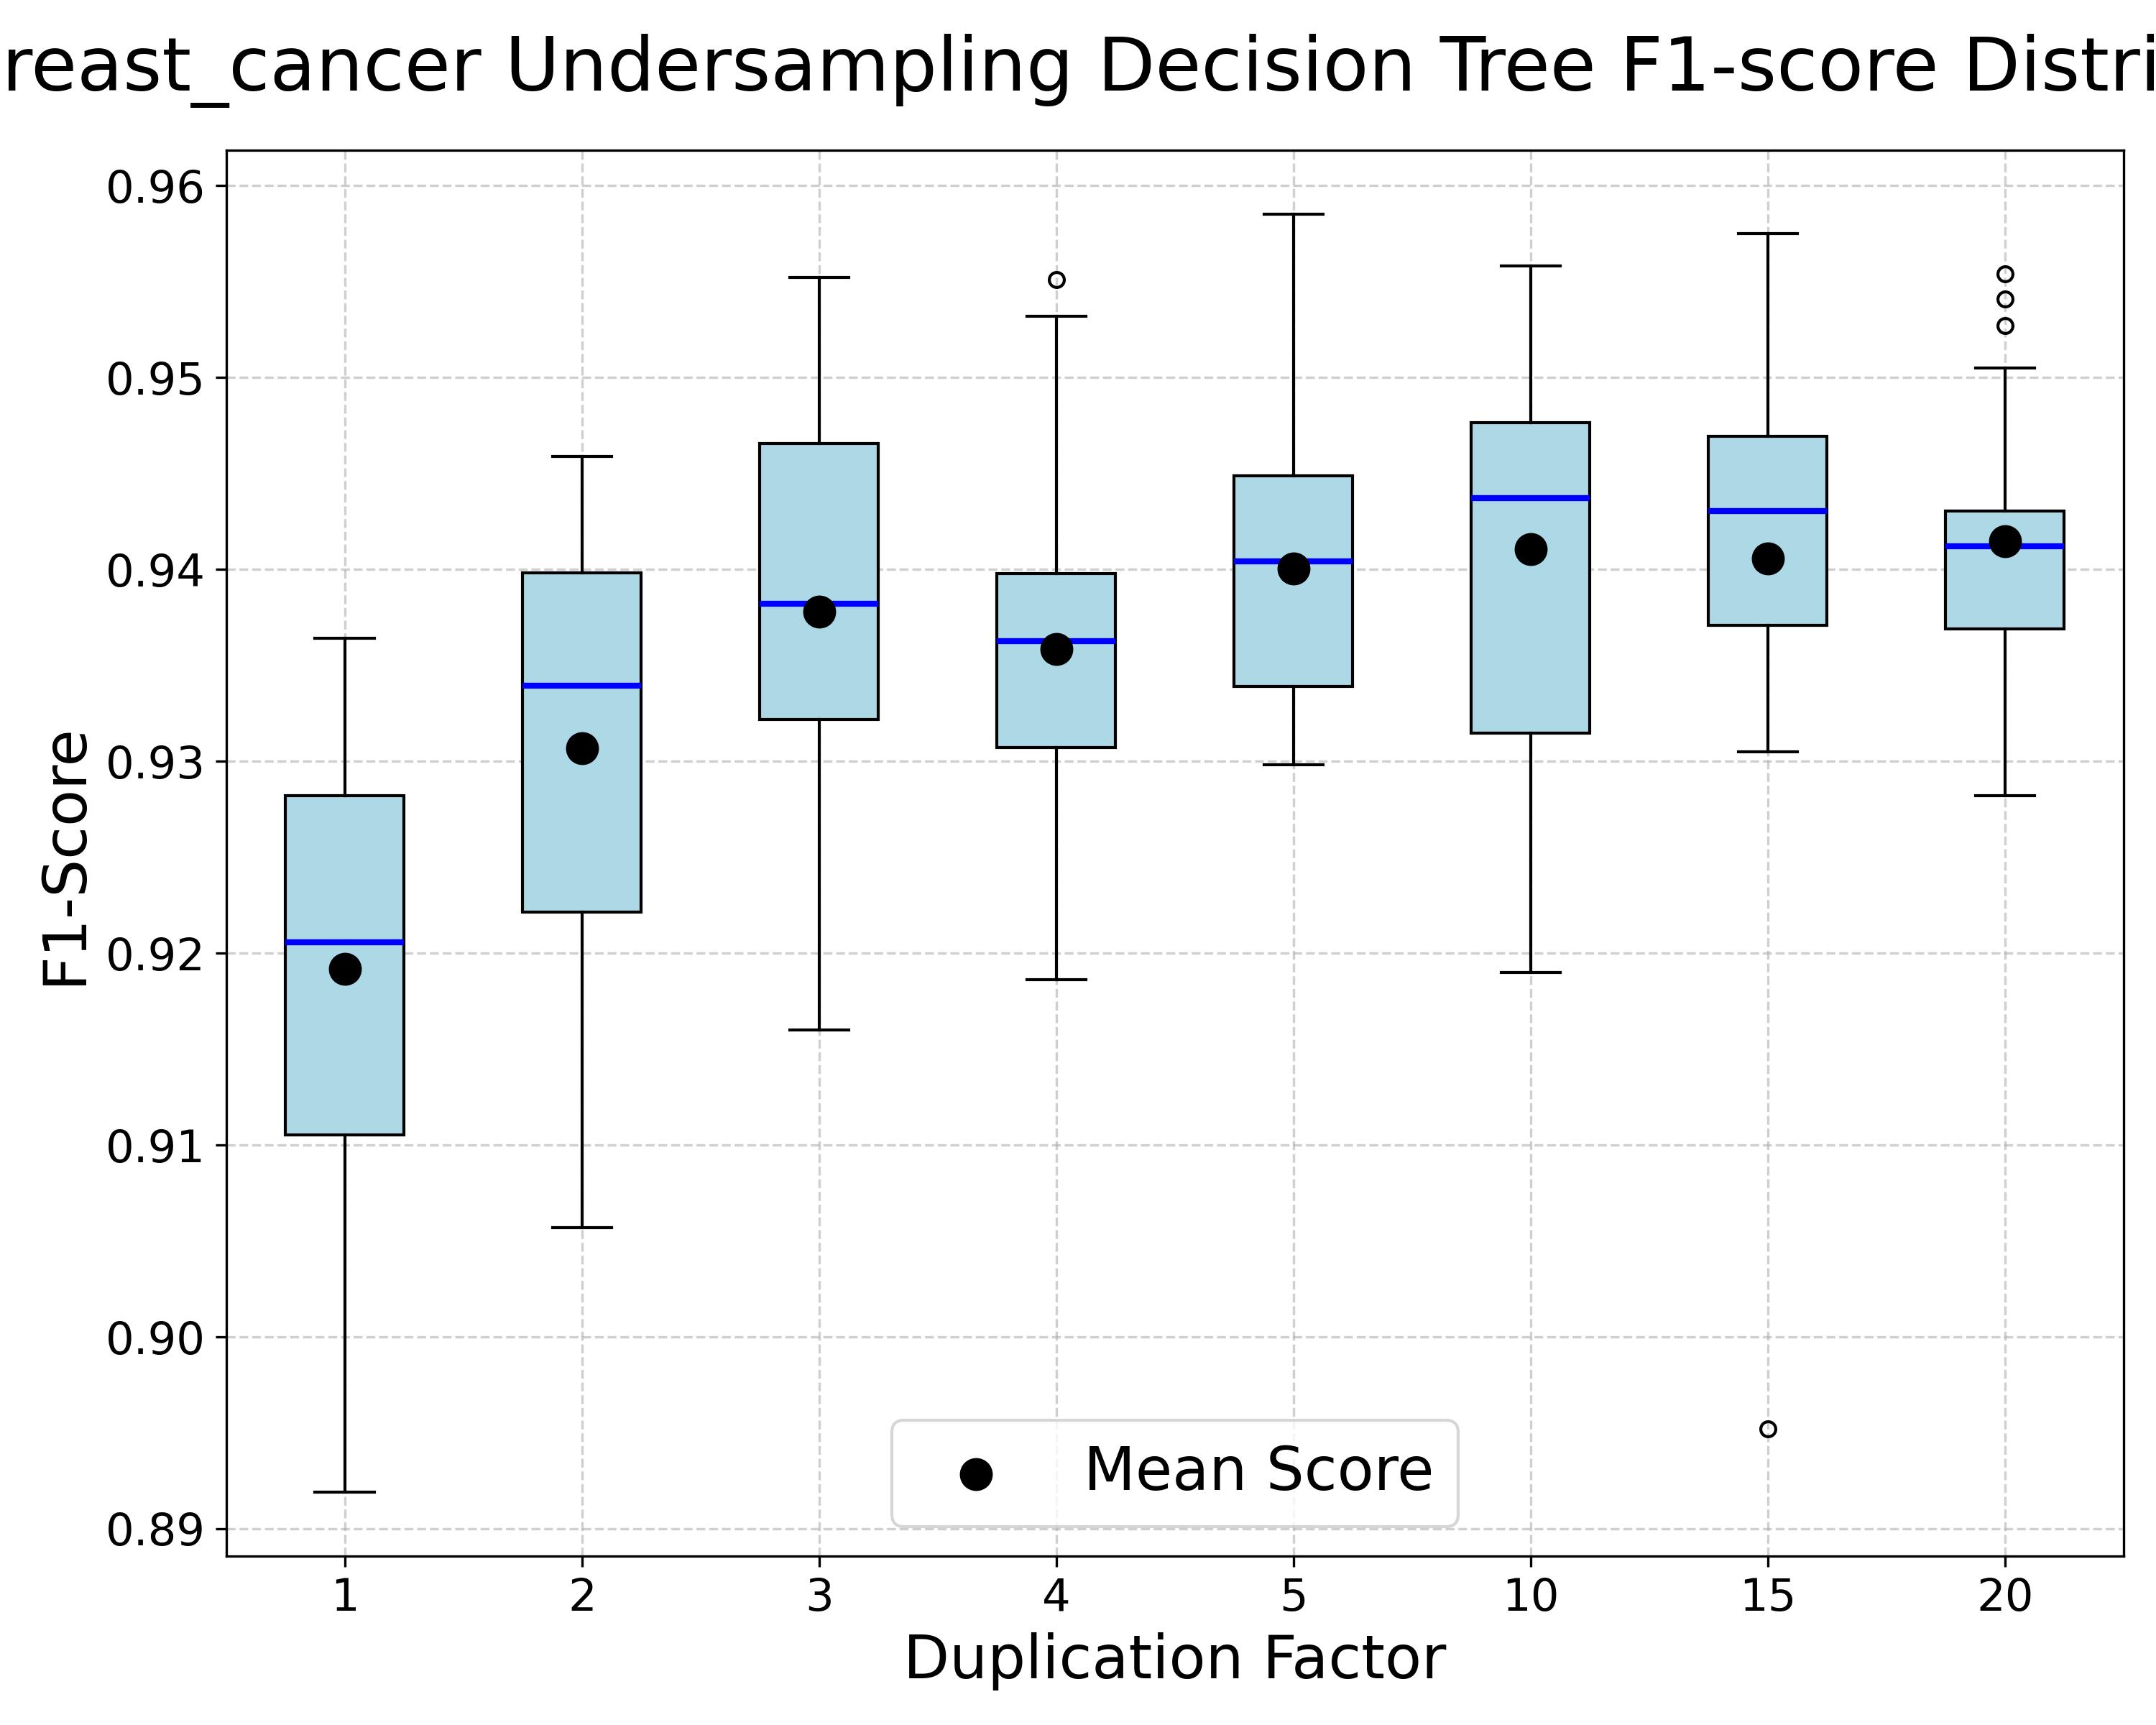 reast_cancer Undersampling Decision Tree F1-score Distri
0.96
0.95
0.94
0.93
0.92
0.91
0.90
0.89
F1-Score
Mean Score
1 2 3 4 5 10 15 20
Duplication Factor